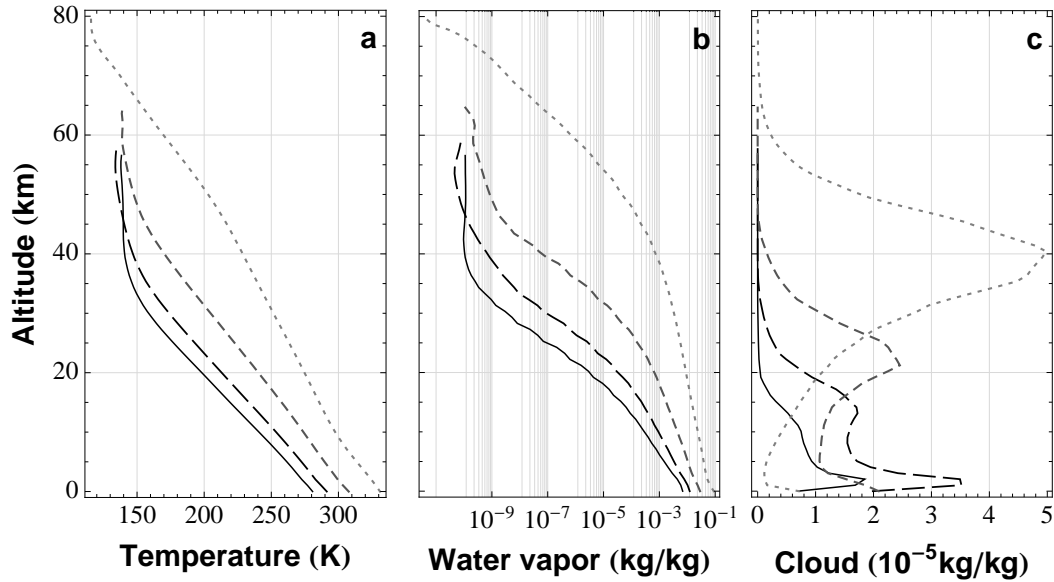 80
60
40
20
0
Altitude (km)
a
150 200 250 300
Temperature (K)
b
10⁻⁹ 10⁻⁷ 10⁻⁵ 10⁻³ 10⁻¹
Water vapor (kg/kg)
c
0 1 2 3 4 5
Cloud (10⁻⁵kg/kg)